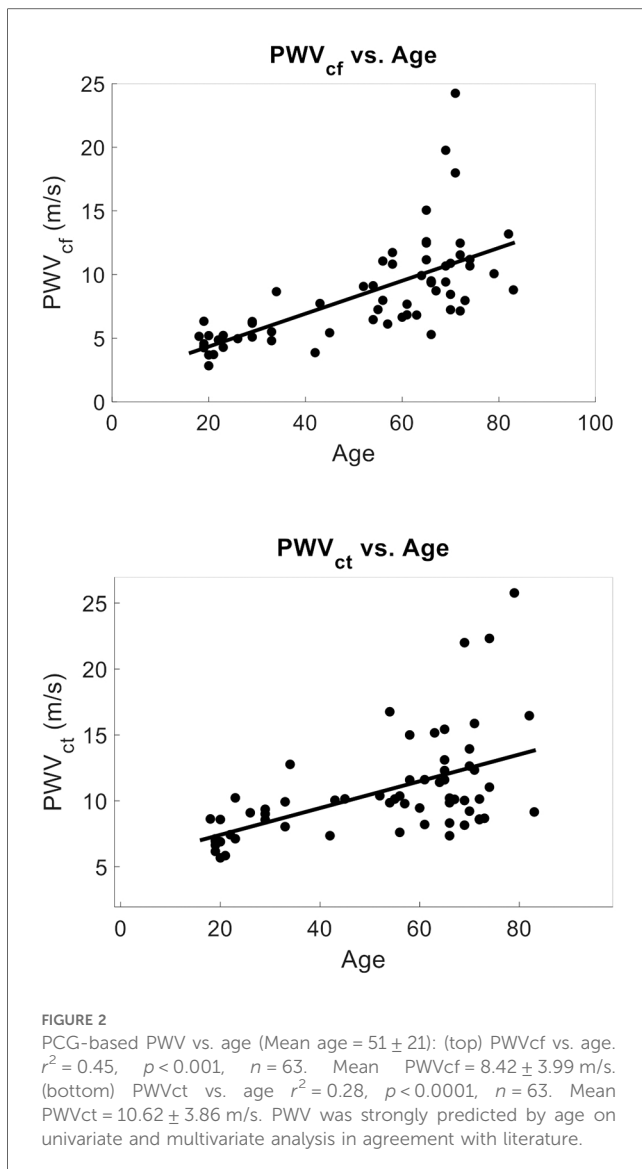 PWVcf vs. Age
25
20
15
10
5
0
PWVcf (m/s)
0 20 40 60 80 100
Age
PWVct vs. Age
25
20
15
10
5
PWVct (m/s)
0 20 40 60 80
Age
FIGURE 2
PCG-based PWV vs. age (Mean age = 51 ± 21): (top) PWVcf vs. age.
r² = 0.45, p < 0.001, n = 63. Mean PWVcf = 8.42 ± 3.99 m/s.
(bottom) PWVct vs. age r² = 0.28, p < 0.0001, n = 63. Mean
PWVct = 10.62 ± 3.86 m/s. PWV was strongly predicted by age on
univariate and multivariate analysis in agreement with literature.